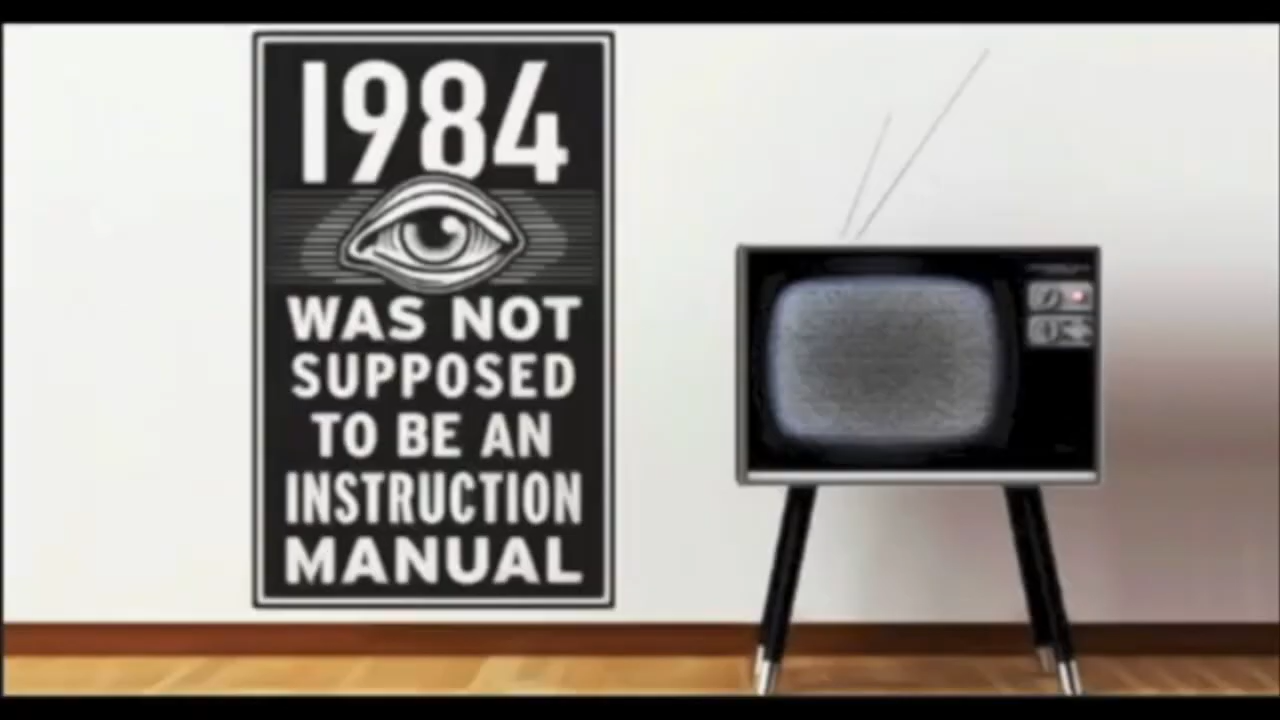 1984
WAS NOT
SUPPOSED
TO BE AN
INSTRUCTION
MANUAL